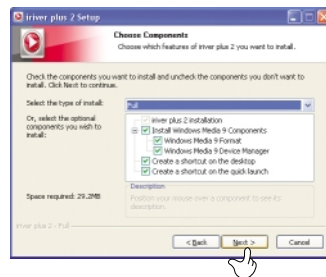 iriver plus 2 Setup
Choose Components
Choose which features of iriver plus 2 you want to install.
Check the components you want to install and uncheck the components you don't want to
install. Click Next to continue.
Select the type of install:
Full
Or, select the optional
components you wish to
install:
iriver plus 2 installation
Install Windows Media 9 Components
Windows Media 9 Format
Windows Media 9 Device Manager
Create a shortcut on the desktop
Create a shortcut on the quick launch
Space required: 29.2MB
Description
Position your mouse over a component to see its
description.
iriver plus 2 - Full
< Back
Next >
Cancel